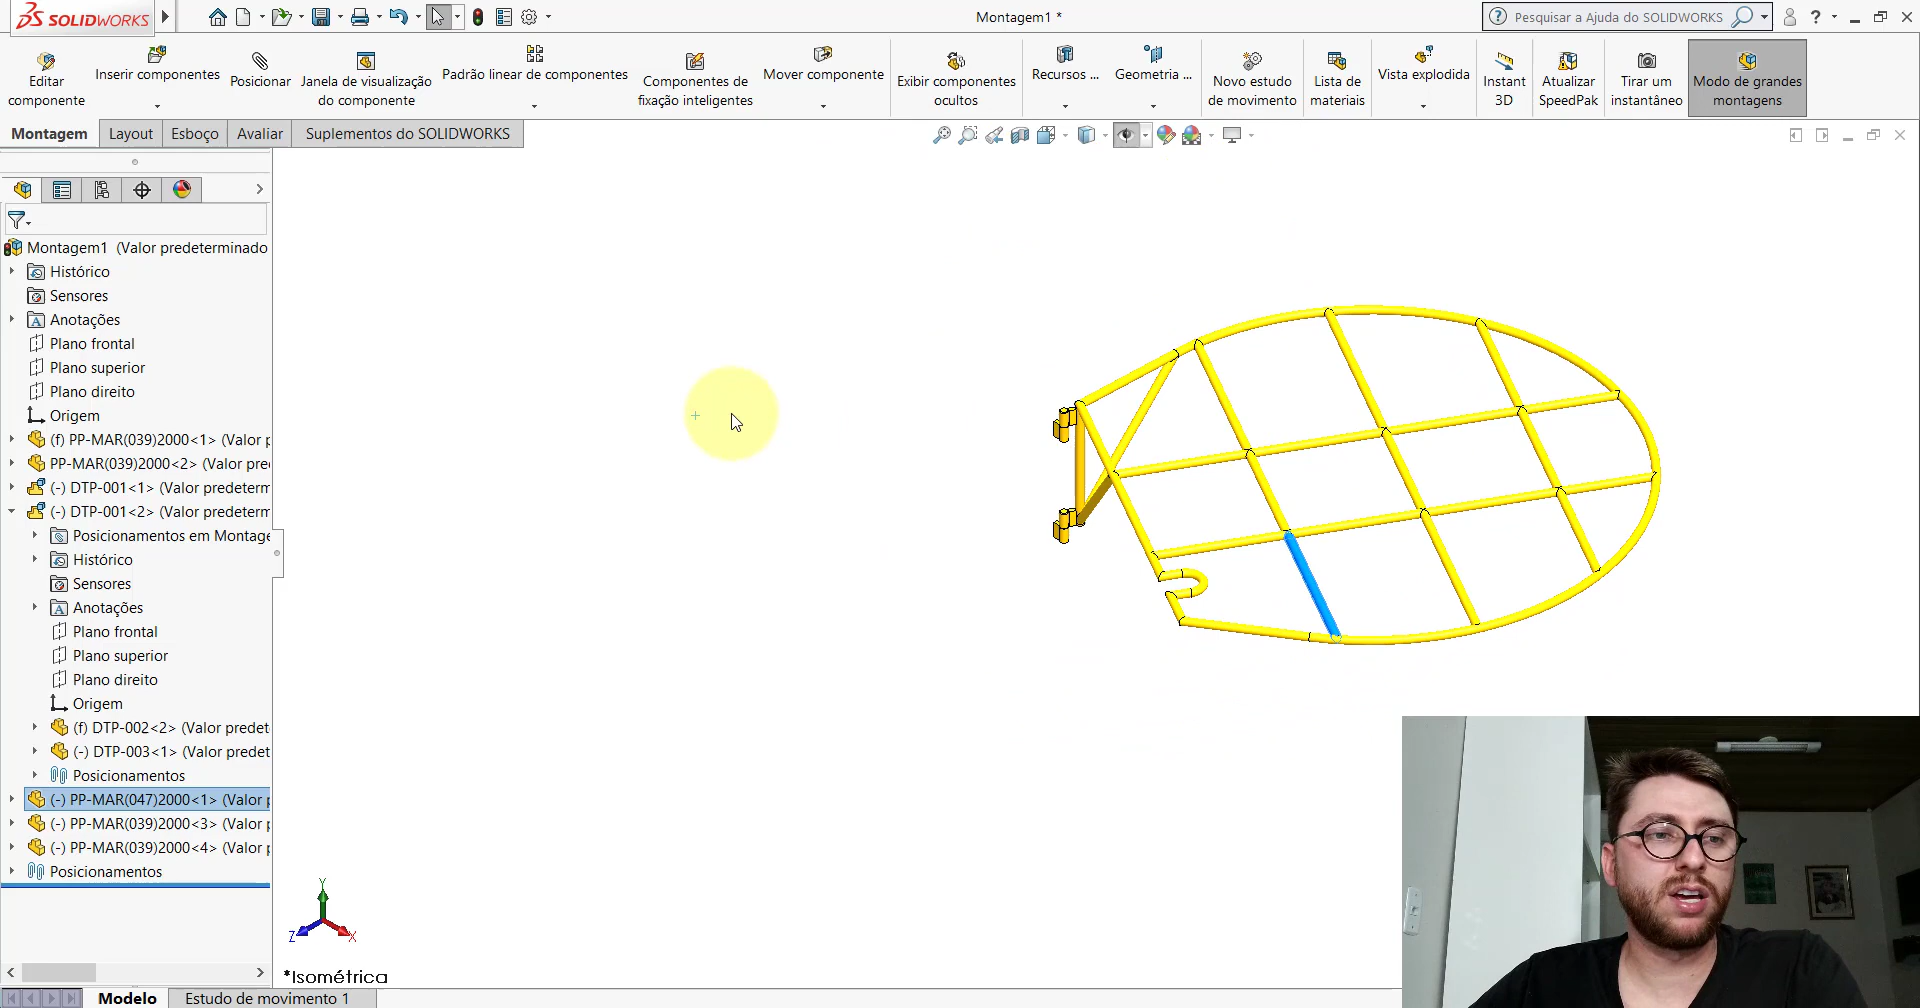 SOLIDWORKS
Montagem1 *
Pesquisar a Ajuda do SOLIDWORKS
Editar componente
Inserir componentes
Posicionar
Janela de visualização do componente
Padrão linear de componentes
Componentes de fixação inteligentes
Mover componente
Exibir componentes ocultos
Recursos ...
Geometria ...
Novo estudo de movimento
Lista de materiais
Vista explodida
Instant 3D
Atualizar SpeedPak
Tirar um instantâneo
Modo de grandes montagens
Montagem
Layout
Esboço
Avaliar
Suplementos do SOLIDWORKS
Montagem1 (Valor predeterminado
Histórico
Sensores
Anotações
Plano frontal
Plano superior
Plano direito
Origem
(f) PP-MAR(039)2000<1> (Valor p
PP-MAR(039)2000<2> (Valor pre
(-) DTP-001<1> (Valor predeterm
(-) DTP-001<2> (Valor predeterm
Posicionamentos em Montage
Histórico
Sensores
Anotações
Plano frontal
Plano superior
Plano direito
Origem
(f) DTP-002<2> (Valor predet
(-) DTP-003<1> (Valor predet
Posicionamentos
(-) PP-MAR(047)2000<1> (Valor p
(-) PP-MAR(039)2000<3> (Valor p
(-) PP-MAR(039)2000<4> (Valor p
Posicionamentos
Y
Z
X
*Isométrica
Modelo
Estudo de movimento 1